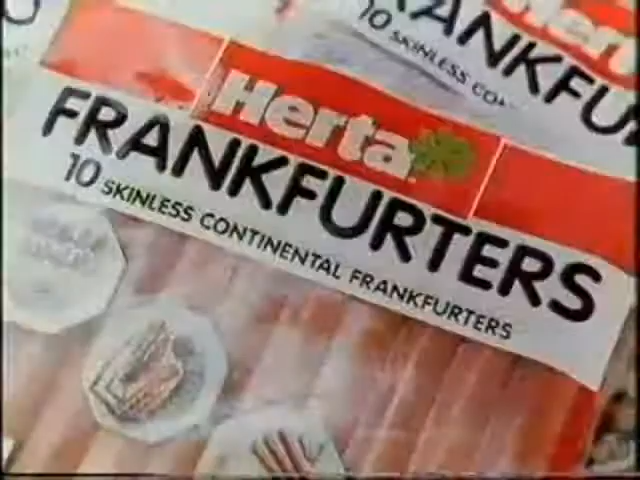 Herta
FRANKFURTERS
10 SKINLESS CONTINENTAL FRANKFURTERS
Herta
FRANKFU
10 SKINLESS CO